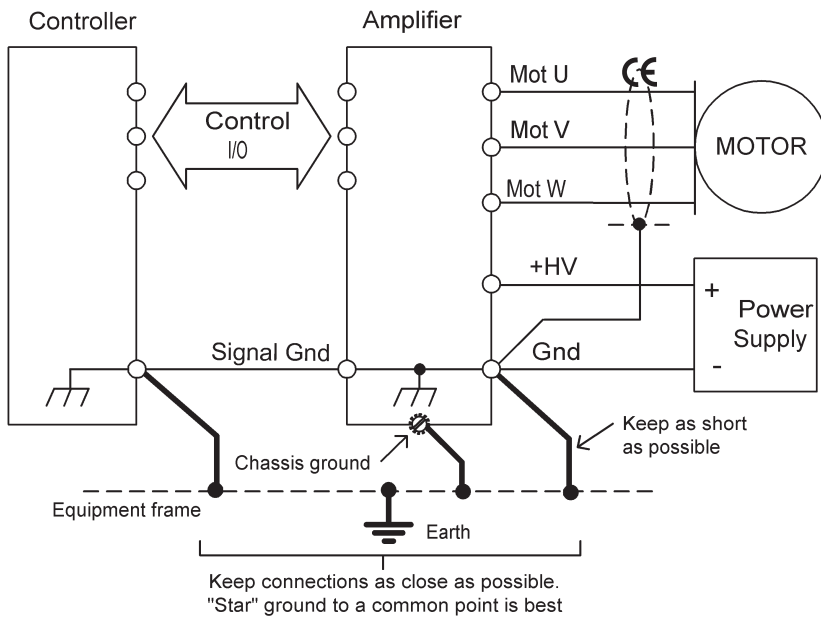 Controller
Amplifier
Mot U
CE
Control
I/O
Mot V
MOTOR
Mot W
+HV
+
Power
Supply
Signal Gnd
Gnd
-
Keep as short
as possible
Chassis ground
Equipment frame
Earth
Keep connections as close as possible.
"Star" ground to a common point is best